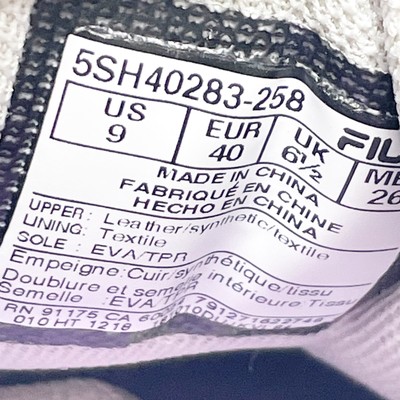 5SH40283-258
US EUR UK FILA
9 40 6½ 26
MADE IN CHINA
FABRIQUÉ EN CHINE
HECHO EN CHINA
UPPER: Leather/synthetic/textile
LINING: Textile
SOLE: EVA/TPR
Empeigne:Cuir/synthétique/tissu
Doublure et semelle intérieure:Tissu
Semelle :EVA/TPR
RN 91175 CA
010 HT 1218